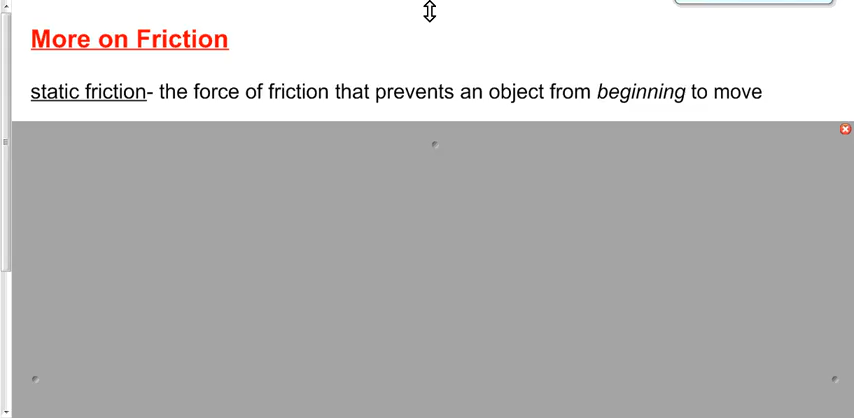 More on Friction
static friction- the force of friction that prevents an object from beginning to move